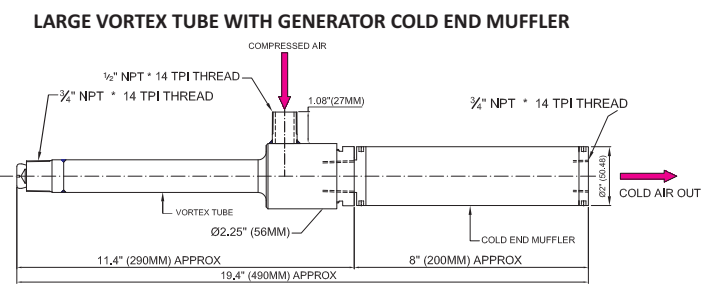 LARGE VORTEX TUBE WITH GENERATOR COLD END MUFFLER
COMPRESSED AIR
½" NPT * 14 TPI THREAD
¾" NPT * 14 TPI THREAD
1.08"(27MM)
¾" NPT * 14 TPI THREAD
Ø2" (50.48)
COLD AIR OUT
VORTEX TUBE
Ø2.25" (56MM)
COLD END MUFFLER
11.4" (290MM) APPROX
8" (200MM) APPROX
19.4" (490MM) APPROX